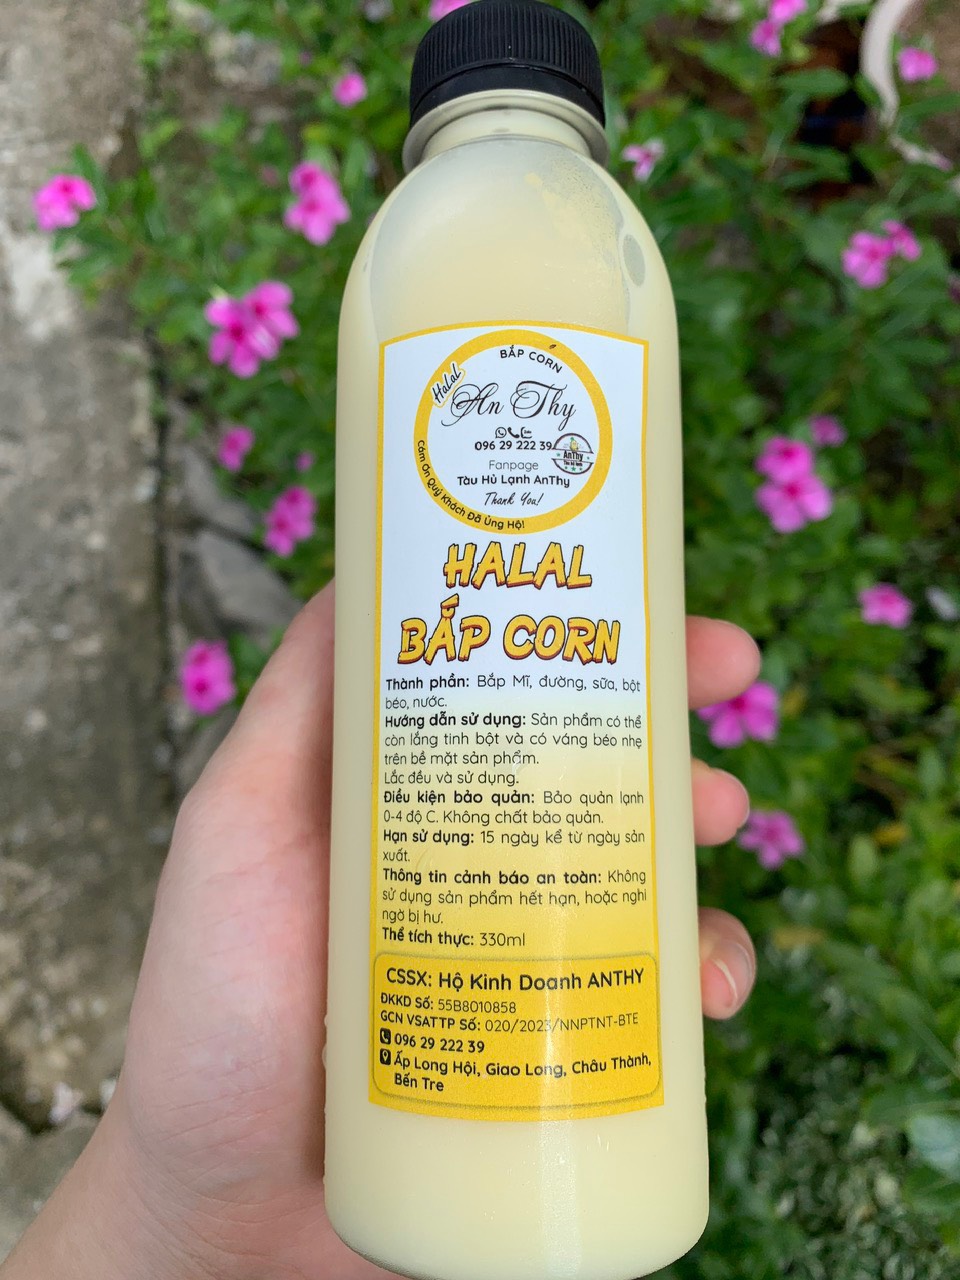 BẮP CORN
HaLaL
An Thy
096 29 222 39
AnThy
Tàu hủ lạnh
Fanpage
Tàu Hủ Lạnh AnThy
Thank You!
Cảm Ơn Quý Khách Đã Ủng Hộ!
HALAL
BẮP CORN
Thành phần: Bắp Mĩ, đường, sữa, bột
béo, nước.
Hướng dẫn sử dụng: Sản phẩm có thể
còn lắng tinh bột và có váng béo nhẹ
trên bề mặt sản phẩm.
Lắc đều và sử dụng.
Điều kiện bảo quản: Bảo quản lạnh
0-4 độ C. Không chất bảo quản.
Hạn sử dụng: 15 ngày kể từ ngày sản
xuất.
Thông tin cảnh báo an toàn: Không
sử dụng sản phẩm hết hạn, hoặc nghi
ngờ bị hư.
Thể tích thực: 330ml
CSSX: Hộ Kinh Doanh ANTHY
ĐKKD Số: 55B8010858
GCN VSATTP Số: 020/2023/NNPTNT-BTE
096 29 222 39
Ấp Long Hội, Giao Long, Châu Thành,
Bến Tre